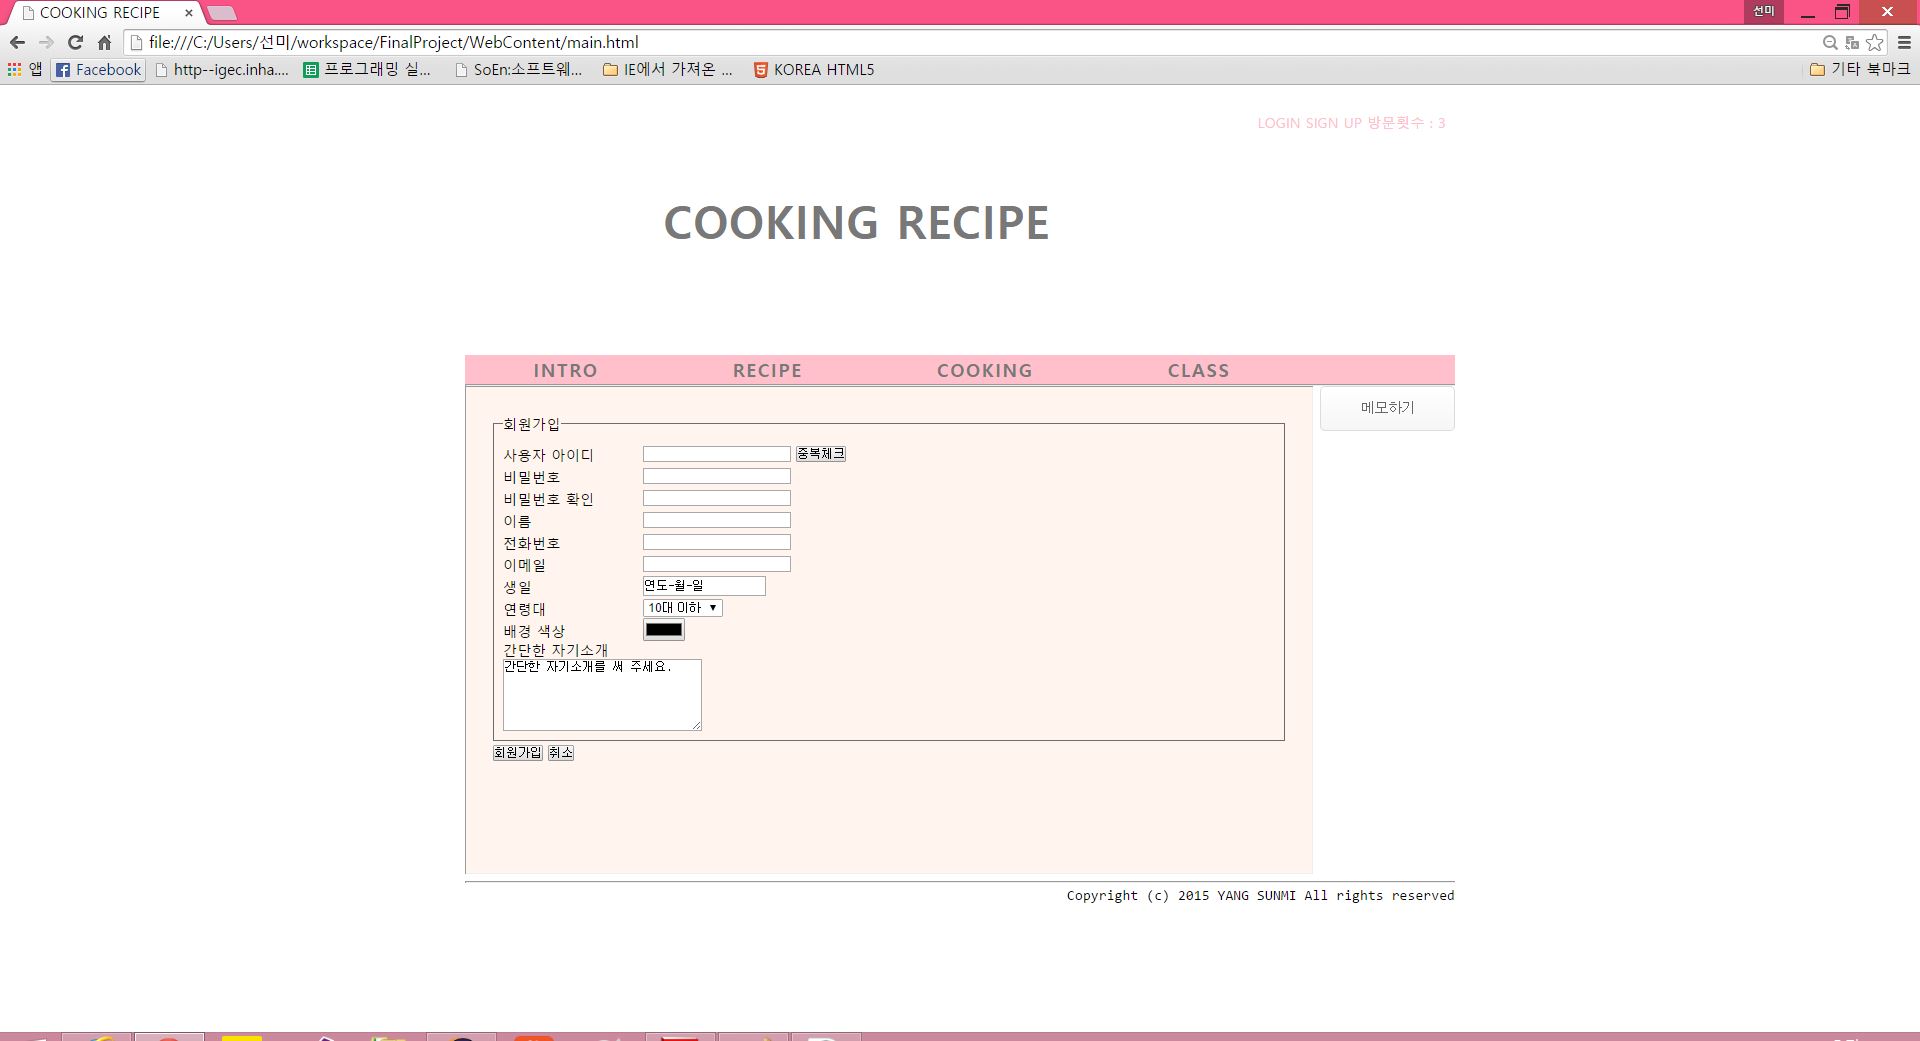 COOKING RECIPE
선미
file:///C:/Users/선미/workspace/FinalProject/WebContent/main.html
앱 Facebook http--igec.inha.... 프로그래밍 실... SoEn:소프트웨... IE에서 가져온 ... KOREA HTML5 기타 북마크
LOGIN SIGN UP 방문횟수 : 3
COOKING RECIPE
INTRO RECIPE COOKING CLASS
메모하기
회원가입
사용자 아이디 중복체크
비밀번호
비밀번호 확인
이름
전화번호
이메일
생일 연도-월-일
연령대 10대 이하
배경 색상
간단한 자기소개
간단한 자기소개를 써 주세요.
회원가입 취소
Copyright (c) 2015 YANG SUNMI All rights reserved